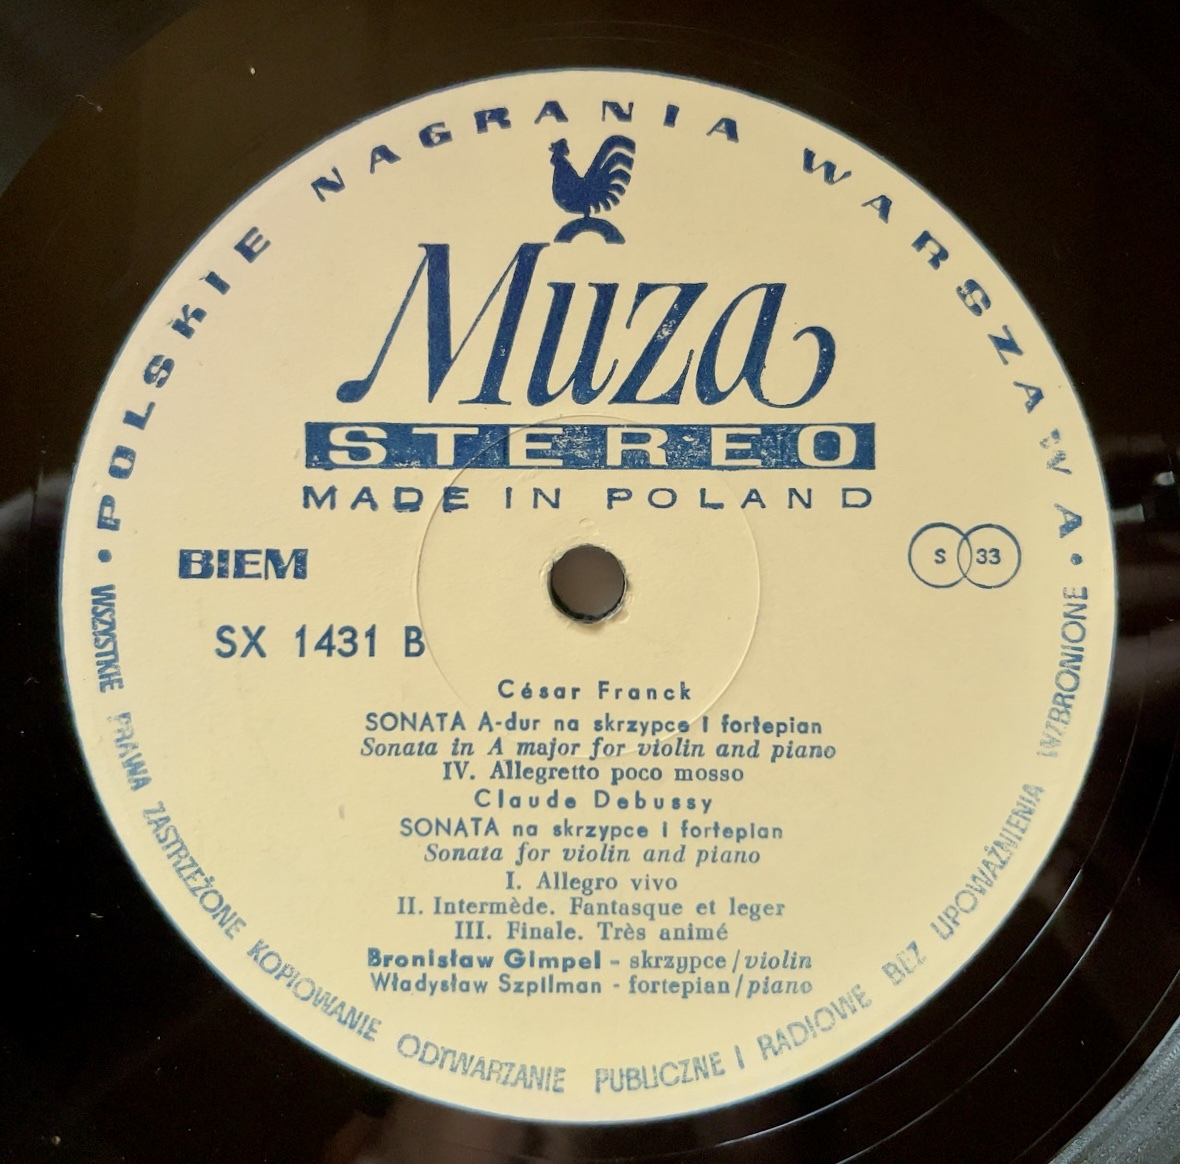 POLSKIE NAGRANIA WARSZAWA
Muza
STEREO
MADE IN POLAND
BIEM
S 33
SX 1431 B
César Franck
SONATA A-dur na skrzypce i fortepian
Sonata in A major for violin and piano
IV. Allegretto poco mosso
Claude Debussy
SONATA na skrzypce i fortepian
Sonata for violin and piano
I. Allegro vivo
II. Intermède. Fantasque et leger
III. Finale. Très animé
Bronisław Gimpel - skrzypce/violin
Władysław Szpilman - fortepian/piano
WSZYSTKIE PRAWA ZASTRZEŻONE KOPIOWANIE ODTWARZANIE PUBLICZNE I RADIOWE BEZ UPOWAŻNIENIA WZBRONIONE